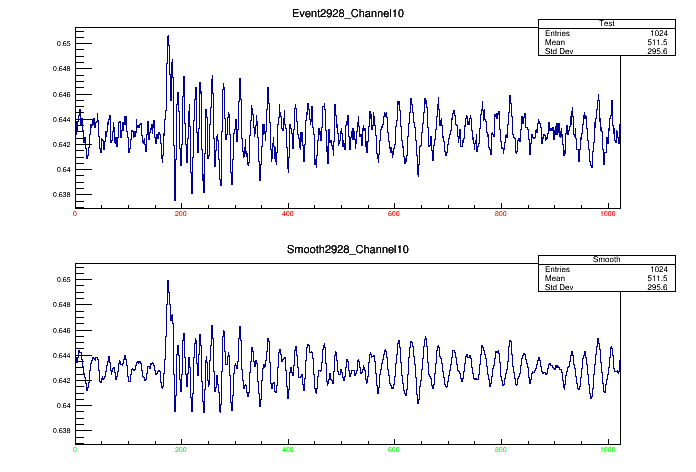 Event2928_Channel10
Test
Entries 1024
Mean 511.5
Std Dev 295.6
0.65
0.648
0.646
0.644
0.642
0.64
0.638
0 200 400 600 800 1000
Smooth2928_Channel10
Smooth
Entries 1024
Mean 511.5
Std Dev 295.6
0.65
0.648
0.646
0.644
0.642
0.64
0.638
0 200 400 600 800 1000